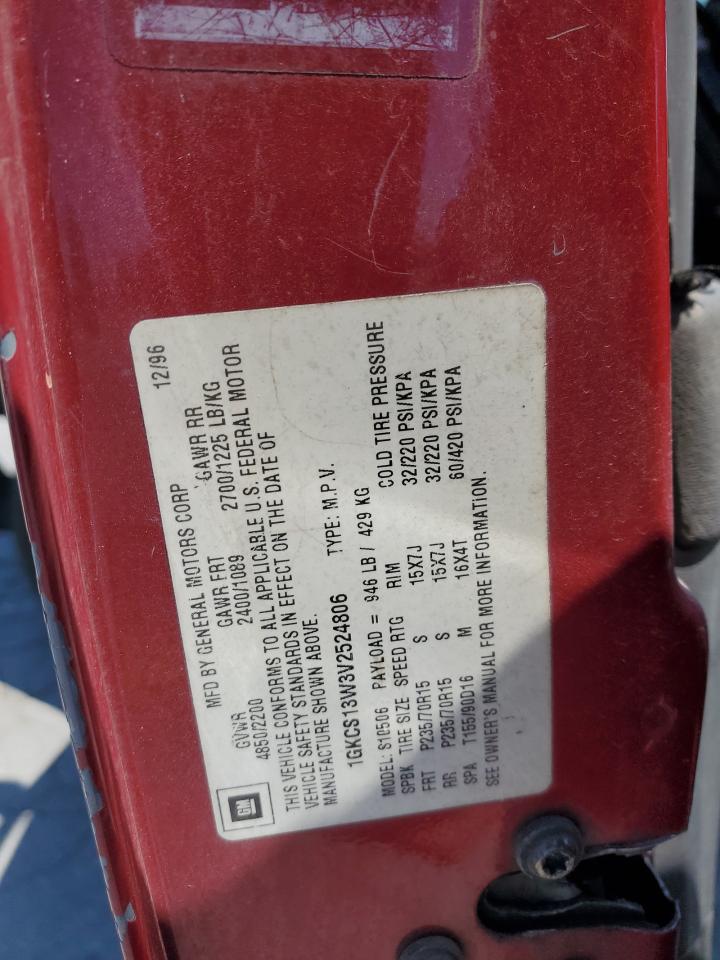 GM
MFD BY GENERAL MOTORS CORP 12/96
GVWR GAWR FRT GAWR RR
4850/2200 2400/1089 2700/1225 LB/KG
THIS VEHICLE CONFORMS TO ALL APPLICABLE U.S. FEDERAL MOTOR
VEHICLE SAFETY STANDARDS IN EFFECT ON THE DATE OF
MANUFACTURE SHOWN ABOVE.
1GKCS13W3V2524806 TYPE: M.P.V.
MODEL: S10506 PAYLOAD = 946 LB / 429 KG
SPBK TIRE SIZE SPEED RTG RIM COLD TIRE PRESSURE
FRT P235/70R15 S 15X7J 32/220 PSI/KPA
RR P235/70R15 S 15X7J 32/220 PSI/KPA
SPA T155/90D16 M 16X4T 60/420 PSI/KPA
SEE OWNER'S MANUAL FOR MORE INFORMATION.